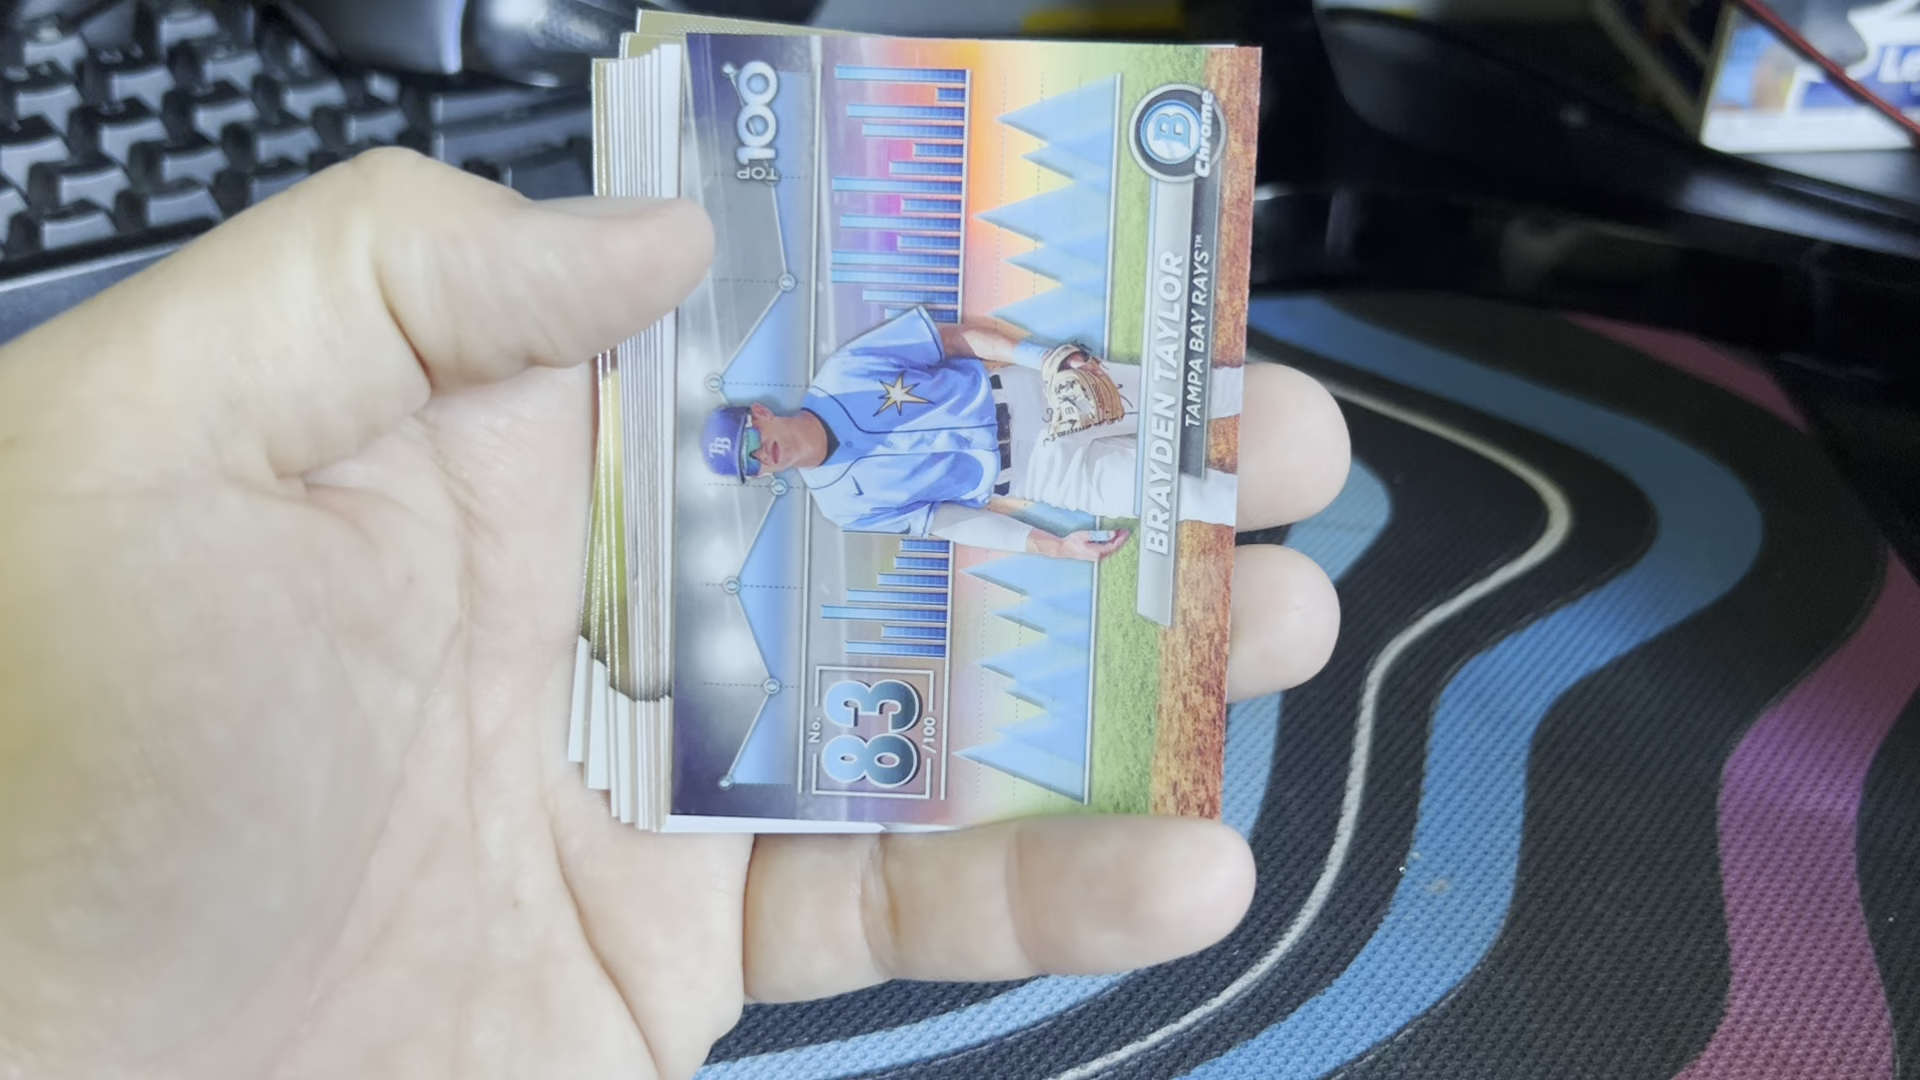 TOP
100
TB
No.
83
/100
B
Chrome
BRAYDEN TAYLOR
TAMPA BAY RAYS™